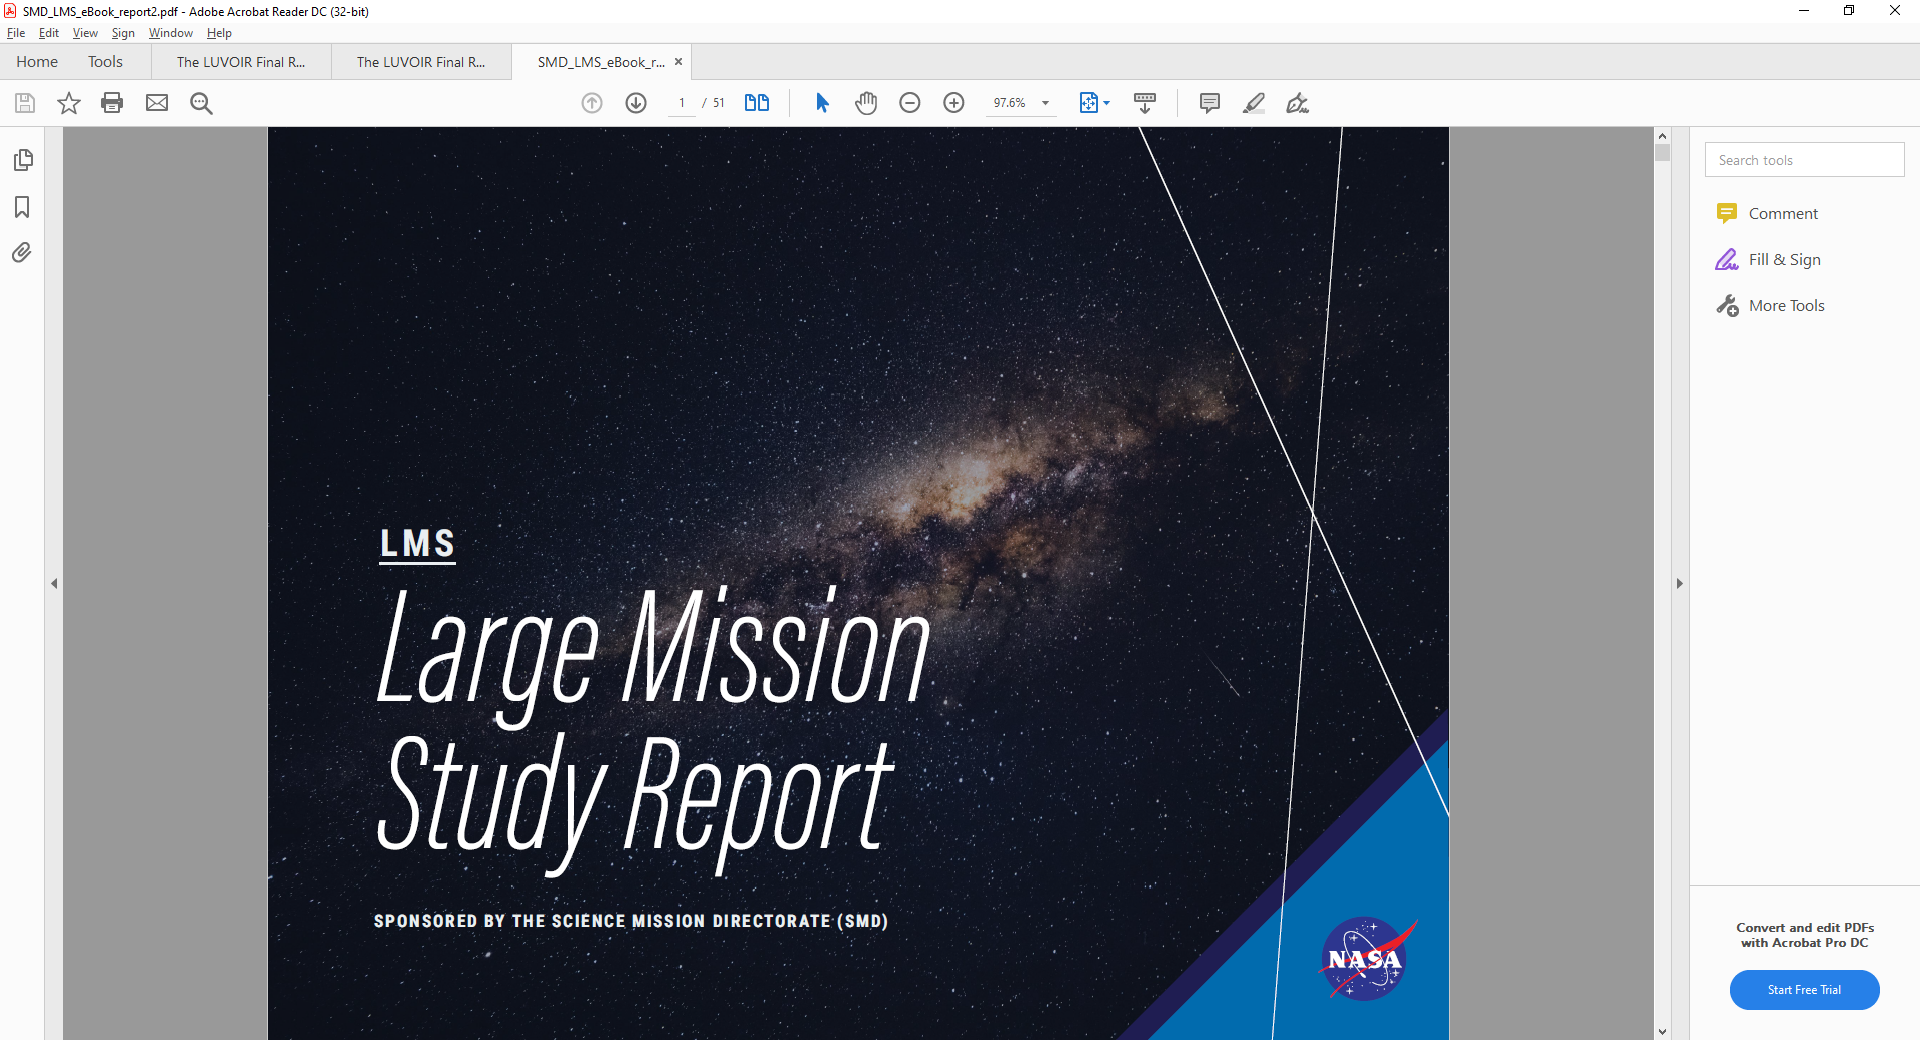 SMD_LMS_eBook_report2.pdf - Adobe Acrobat Reader DC (32-bit)
File Edit View Sign Window Help
Home Tools The LUVOIR Final R... The LUVOIR Final R... SMD_LMS_eBook_r...
1 / 51 97.6%
Search tools
Comment
Fill & Sign
More Tools
LMS
Large Mission
Study Report
SPONSORED BY THE SCIENCE MISSION DIRECTORATE (SMD)
NASA
Convert and edit PDFs
with Acrobat Pro DC
Start Free Trial